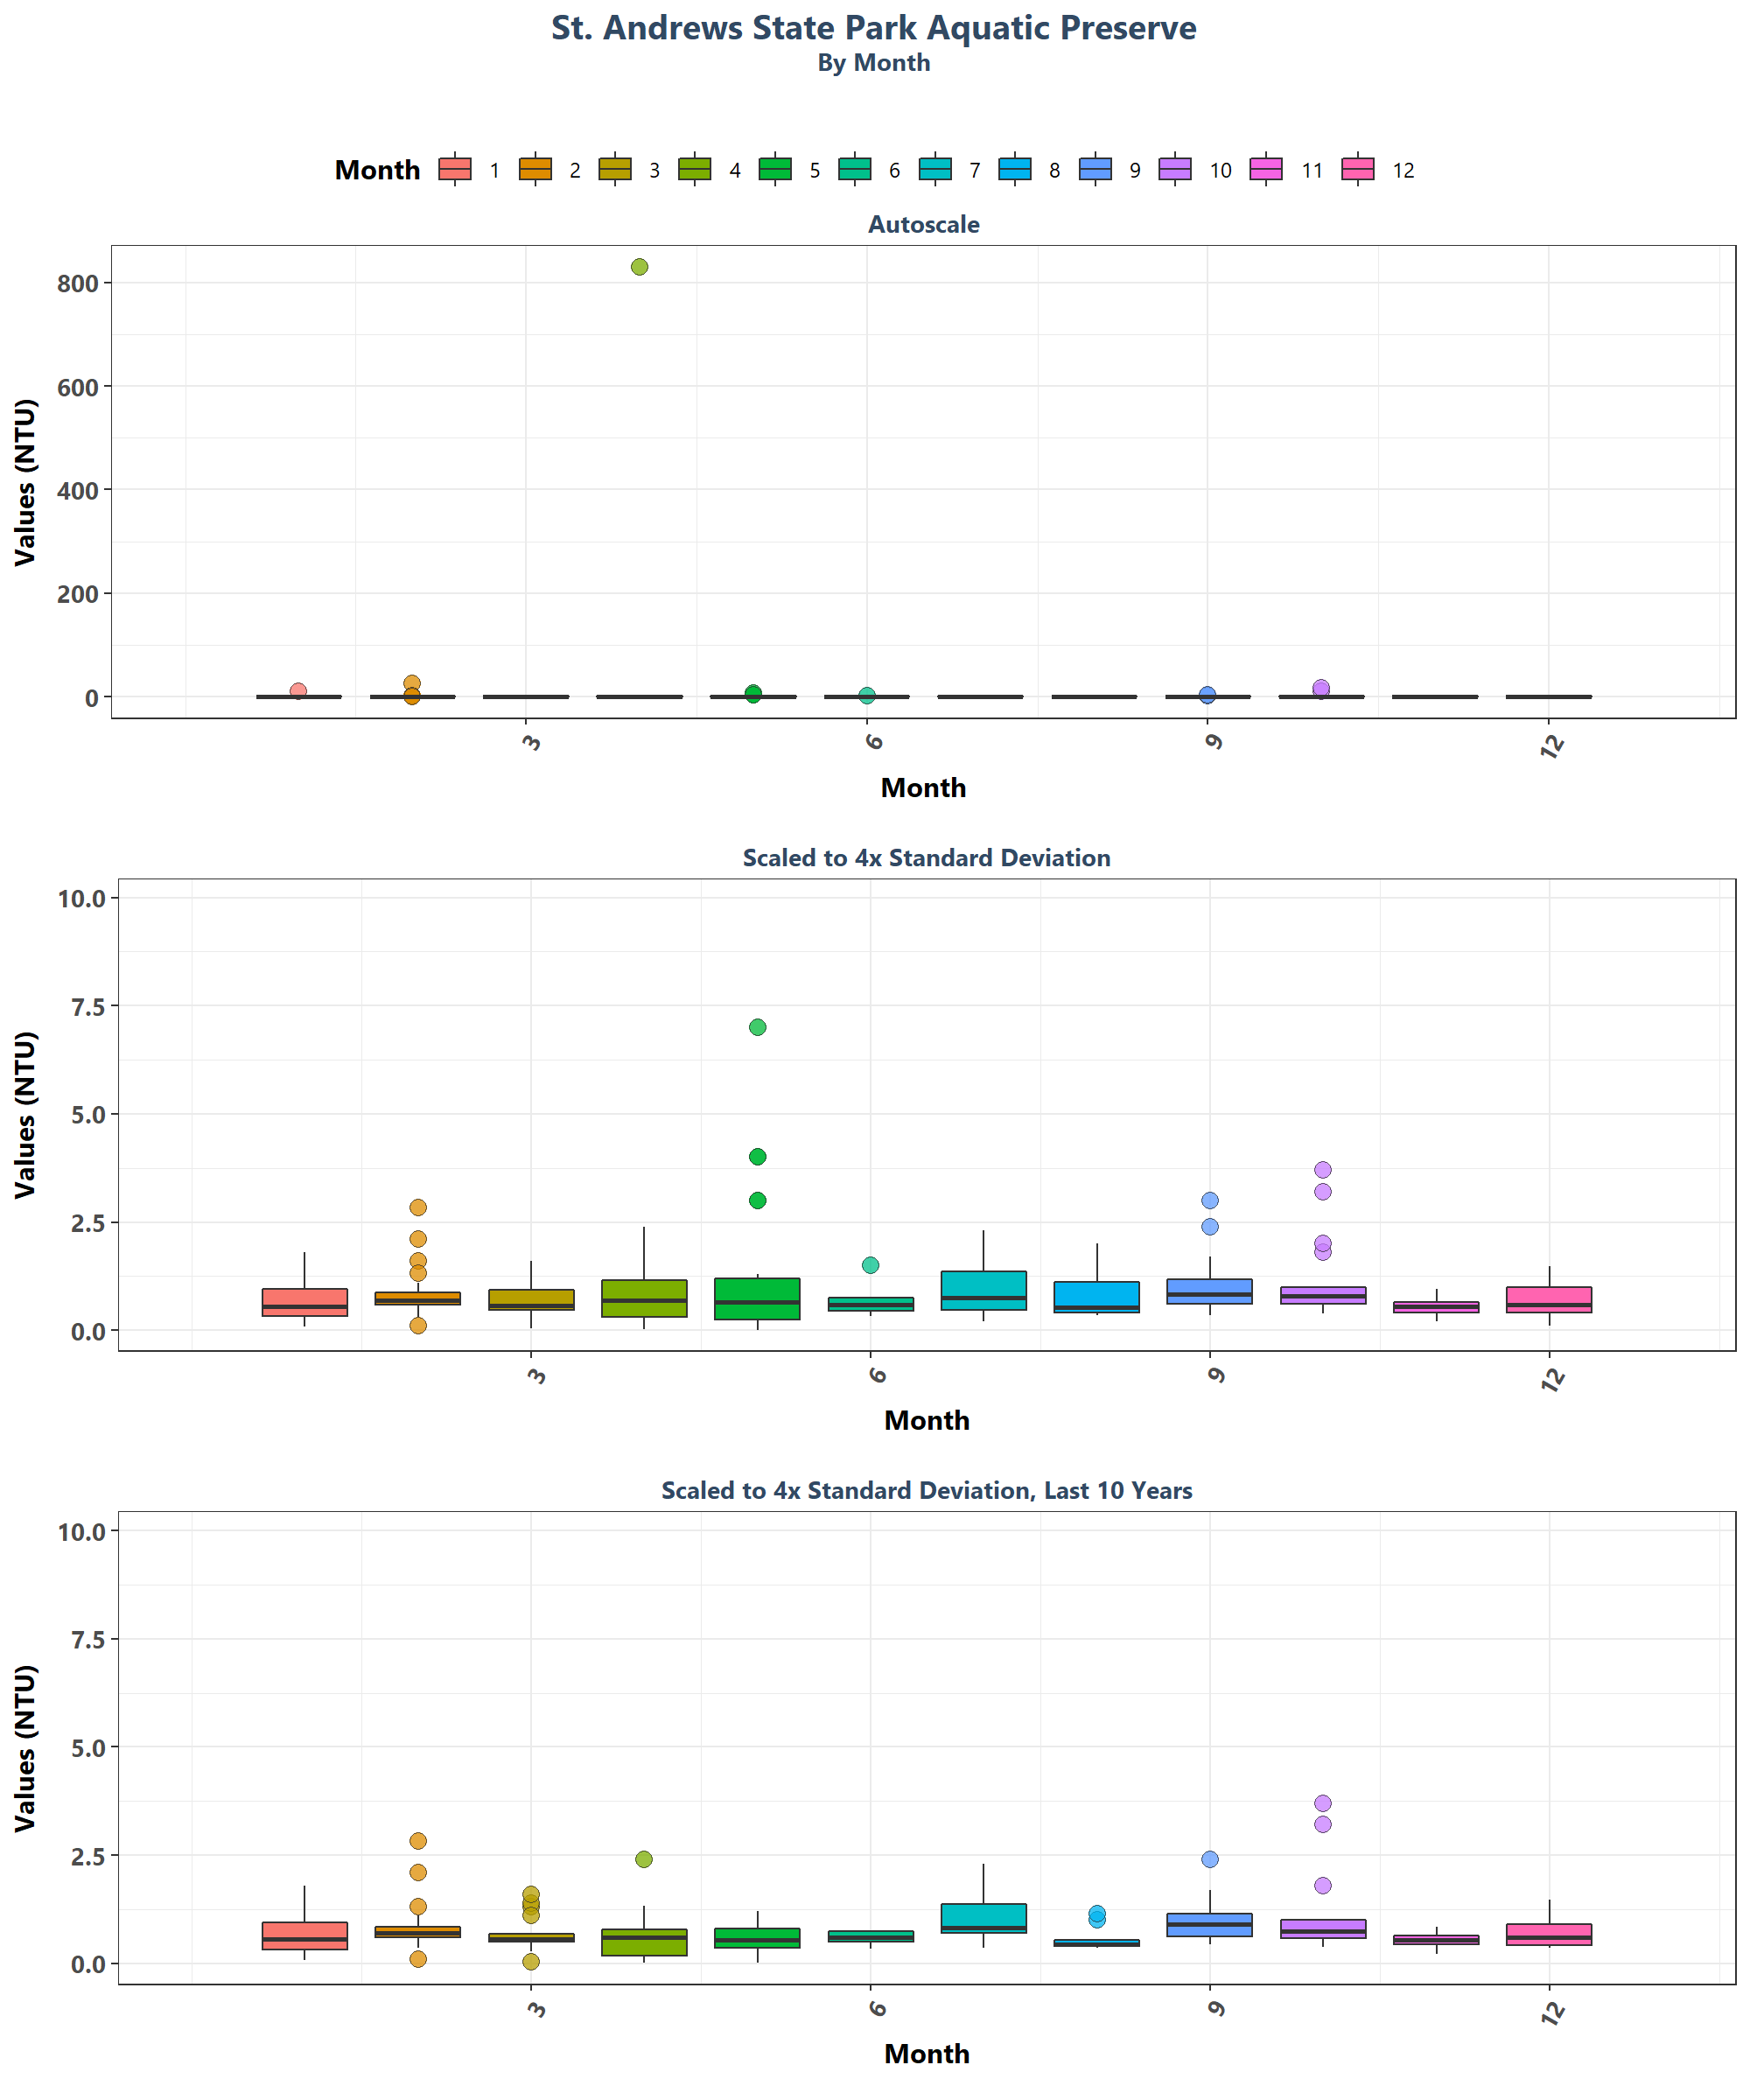 St. Andrews State Park Aquatic Preserve
By Month
Month 1 2 3 4 5 6 7 8 9 10 11 12
Autoscale
Values (NTU)
800
600
400
200
0
3 6 9 12
Month
Scaled to 4x Standard Deviation
Values (NTU)
10.0
7.5
5.0
2.5
0.0
3 6 9 12
Month
Scaled to 4x Standard Deviation, Last 10 Years
Values (NTU)
10.0
7.5
5.0
2.5
0.0
3 6 9 12
Month